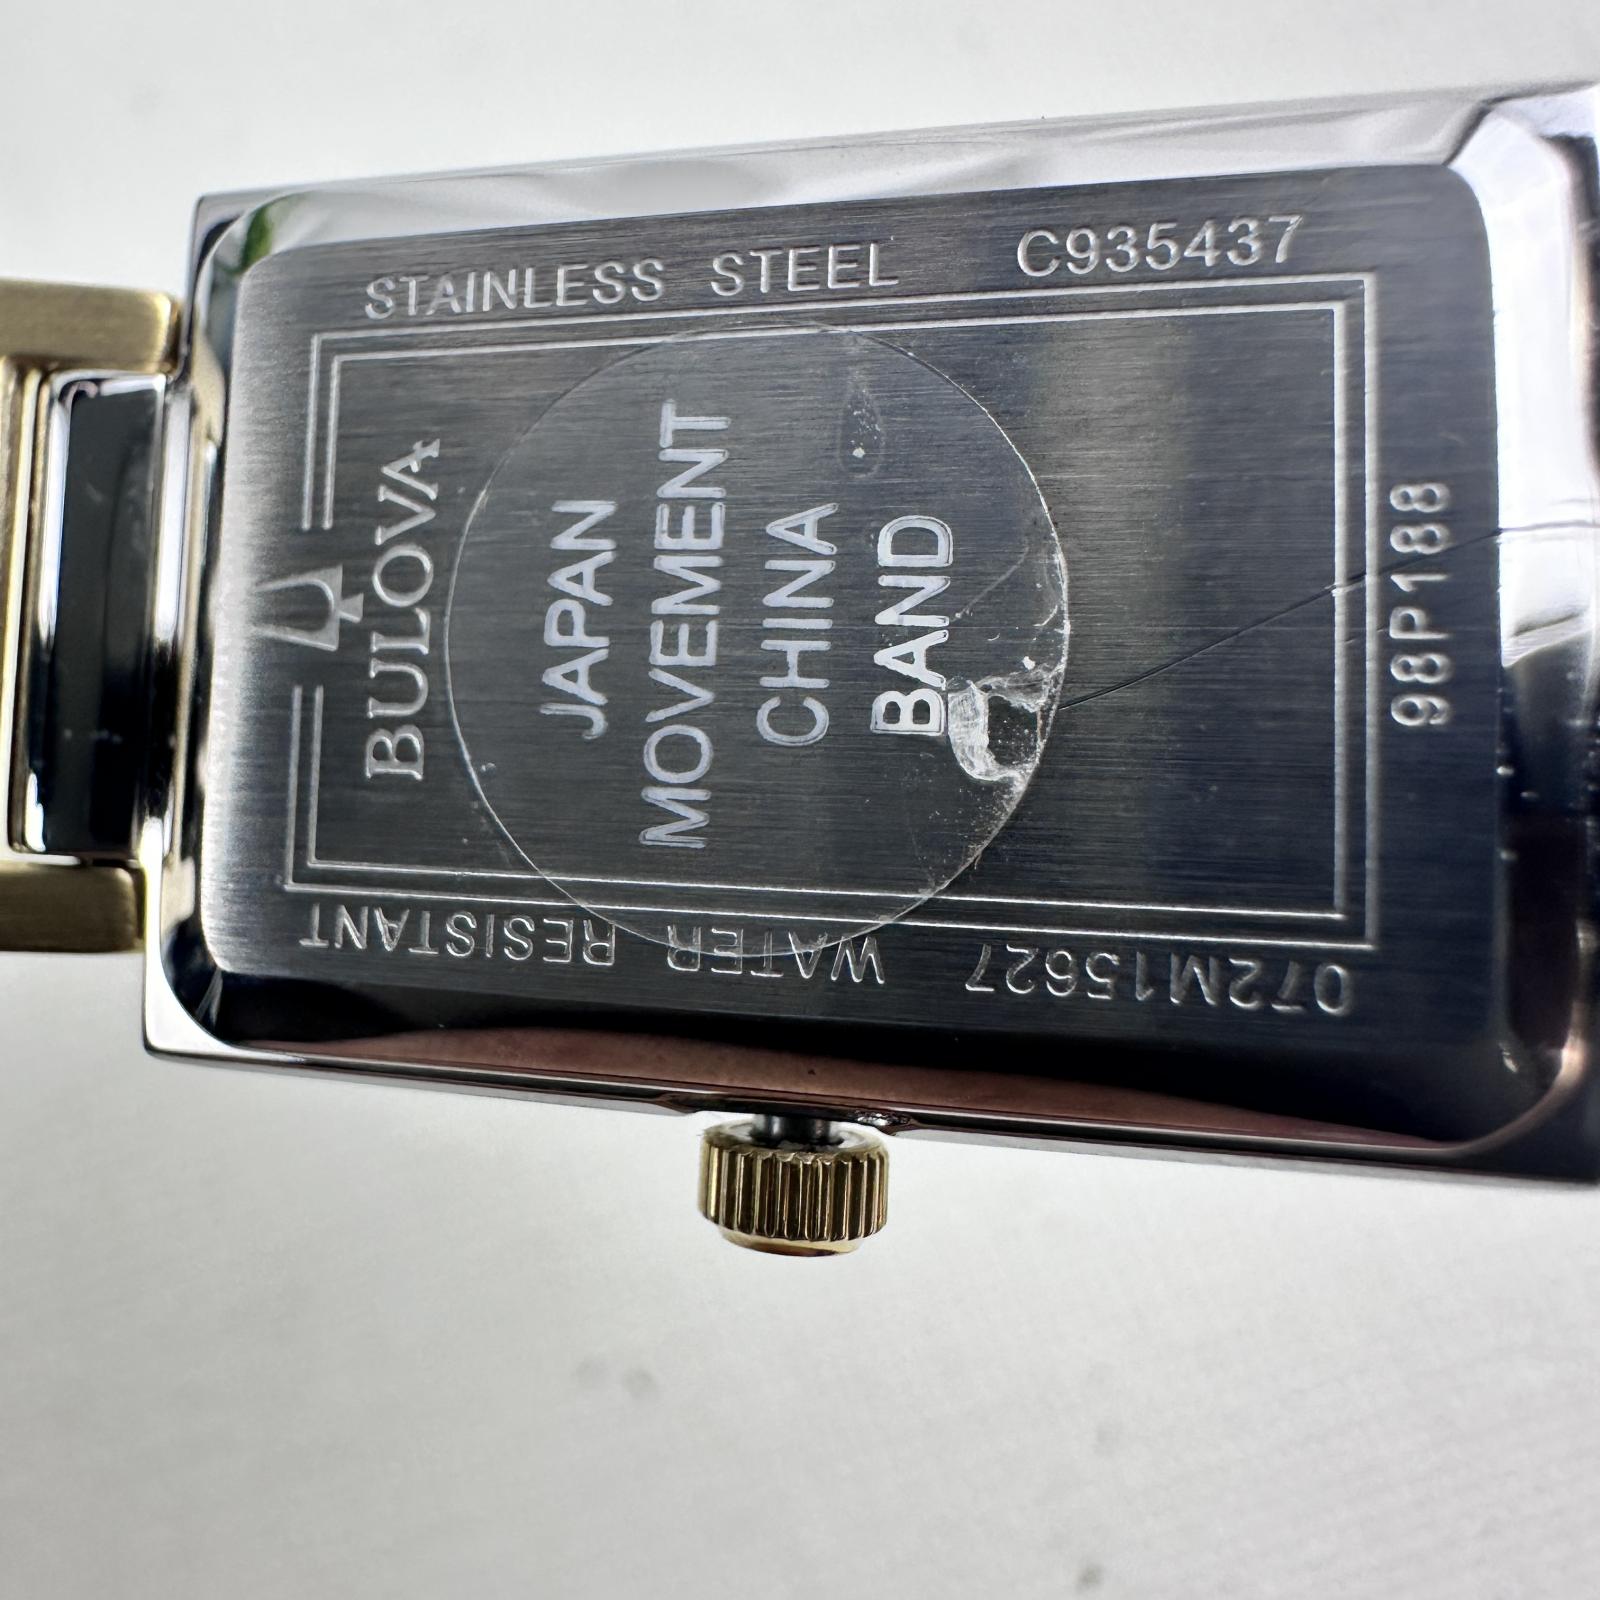 STAINLESS STEEL C935437
BULOVA
JAPAN
MOVEMENT
CHINA
BAND
98P188
072M15627 WATER RESISTANT